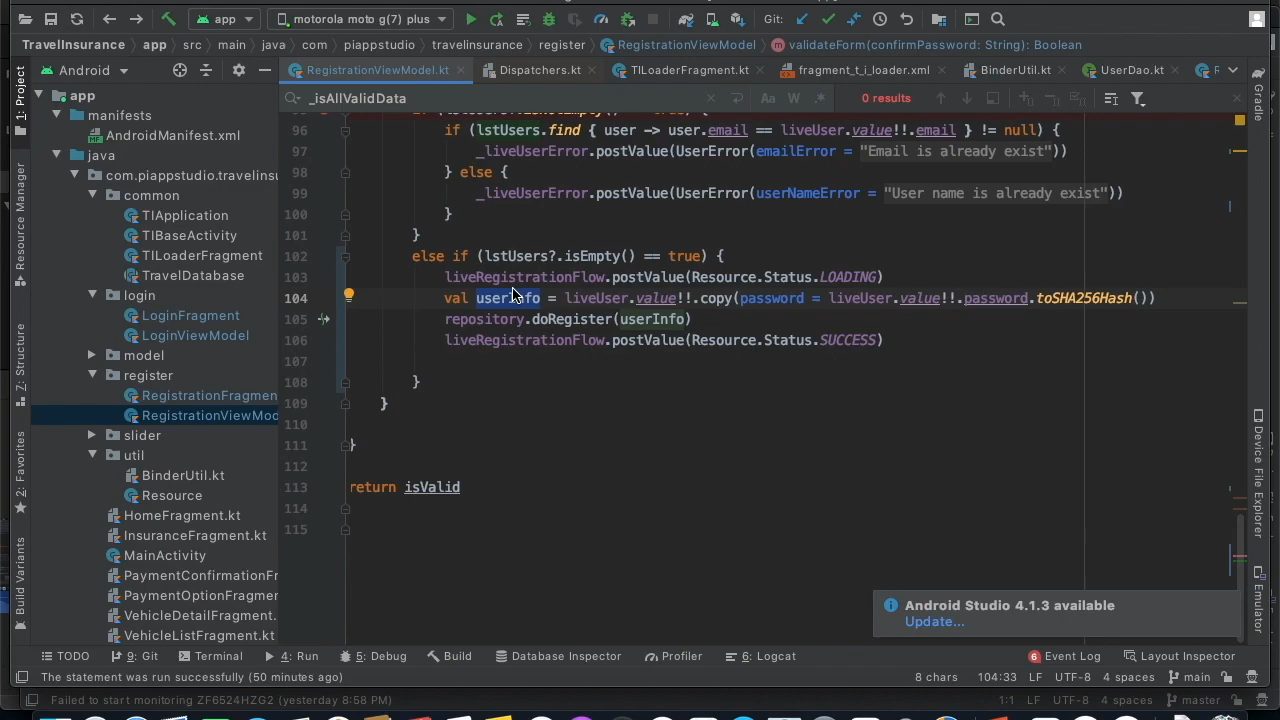 app
motorola moto g(7) plus
Git:
TravelInsurance
app
src
main
java
com
piappstudio
travelinsurance
register
RegistrationViewModel
validateForm(confirmPassword: String): Boolean
Android
RegistrationViewModel.kt
Dispatchers.kt
TILoaderFragment.kt
fragment_t_i_loader.xml
BinderUtil.kt
UserDao.kt
_isAllValidData
Aa
W
0 results
1: Project
Resource Manager
7: Structure
2: Favorites
Build Variants
app
manifests
AndroidManifest.xml
java
com.piappstudio.travelinsu
common
TIApplication
TIBaseActivity
TILoaderFragment
TravelDatabase
login
LoginFragment
LoginViewModel
model
register
RegistrationFragmen
RegistrationViewMod
slider
util
BinderUtil.kt
Resource
HomeFragment.kt
InsuranceFragment.kt
MainActivity
PaymentConfirmationFr
PaymentOptionFragmen
VehicleDetailFragment.
VehicleListFragment.kt
96 if (lstUsers.find { user -> user.email == liveUser.value!!.email } != null) {
97 _liveUserError.postValue(UserError(emailError = "Email is already exist"))
98 } else {
99 _liveUserError.postValue(UserError(userNameError = "User name is already exist"))
100 }
101 }
102 else if (lstUsers?.isEmpty() == true) {
103 liveRegistrationFlow.postValue(Resource.Status.LOADING)
104 val userInfo = liveUser.value!!.copy(password = liveUser.value!!.password.toSHA256Hash())
105 repository.doRegister(userInfo)
106 liveRegistrationFlow.postValue(Resource.Status.SUCCESS)
107
108 }
109 }
110
111 }
112
113 return isValid
114
115
Gradle
Device File Explorer
Emulator
Android Studio 4.1.3 available
Update...
TODO
9: Git
Terminal
4: Run
5: Debug
Build
Database Inspector
Profiler
6: Logcat
6 Event Log
Layout Inspector
The statement was run successfully (50 minutes ago)
8 chars
104:33
LF
UTF-8
4 spaces
main
Failed to start monitoring ZF6524HZG2 (yesterday 8:58 PM)
1:1
LF
UTF-8
4 spaces
master